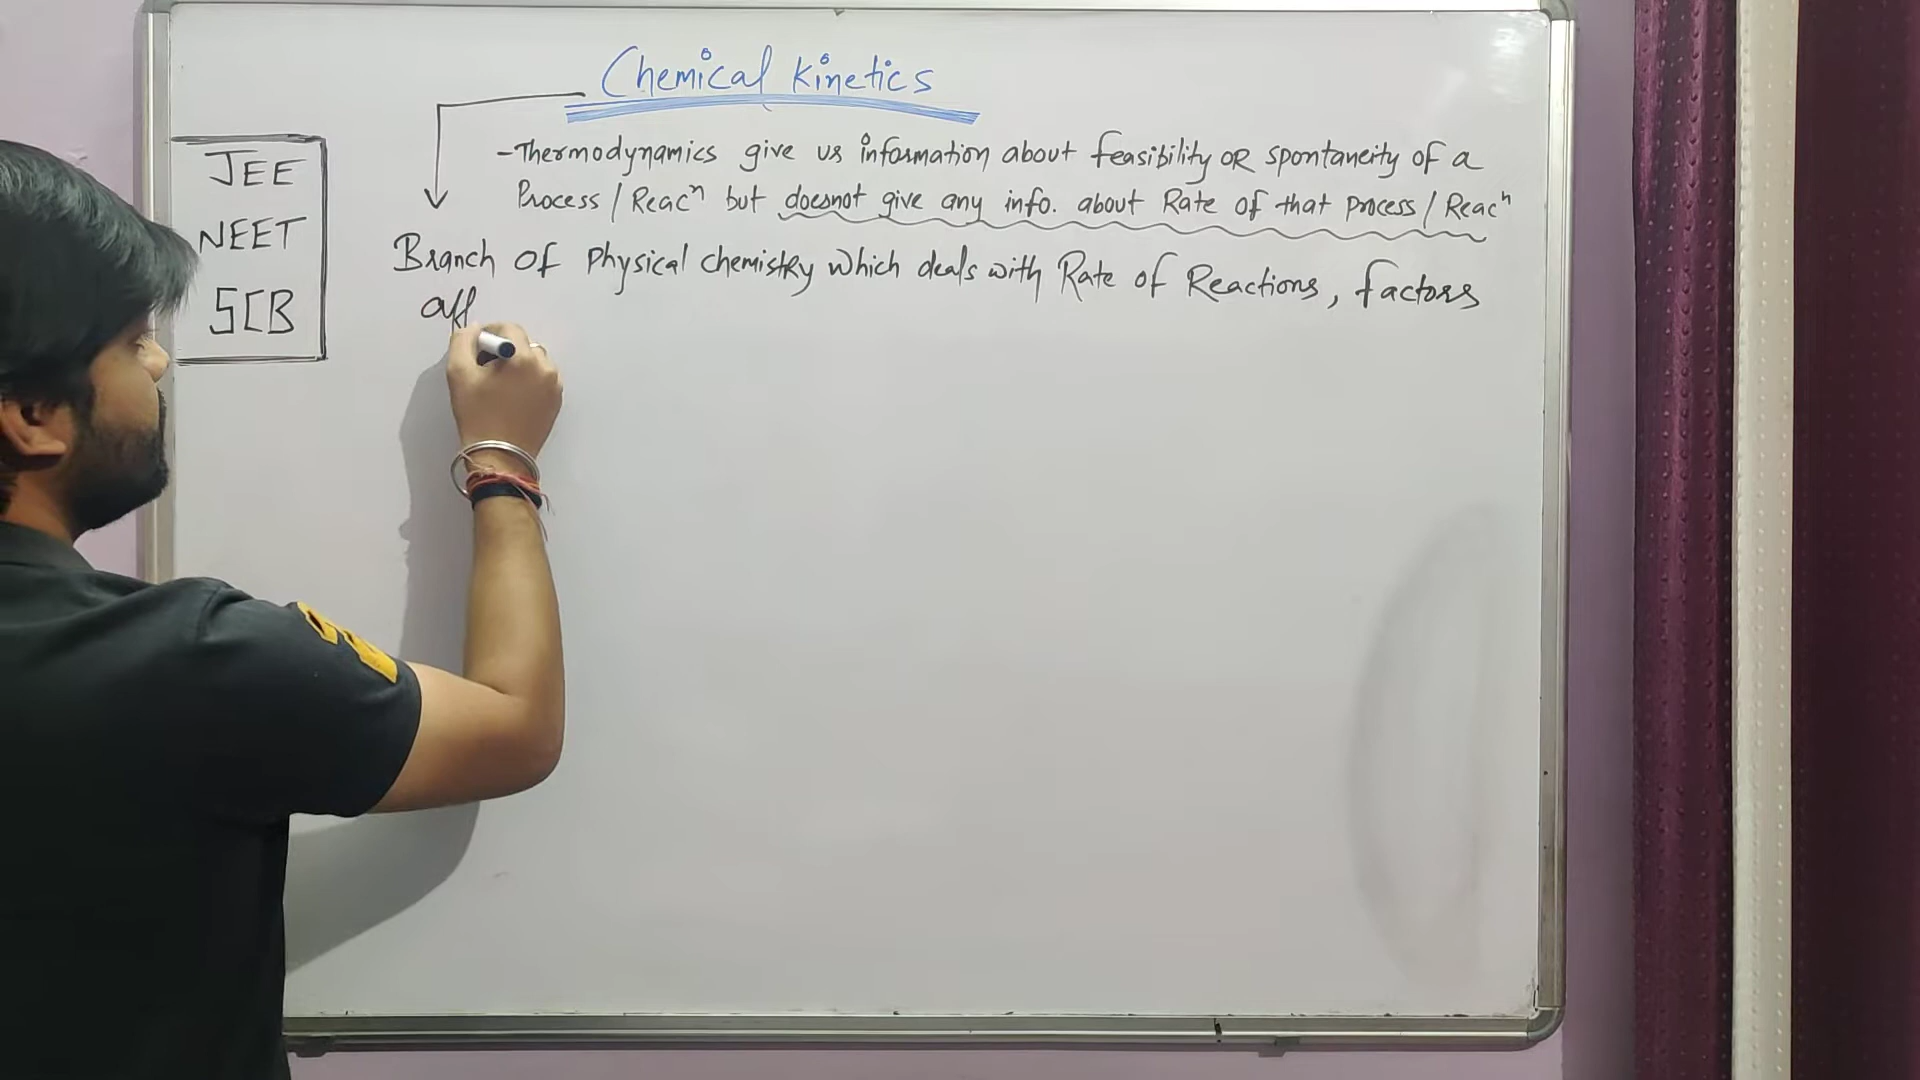 Chemical Kinetics
JEE
NEET
SCB
-Thermodynamics give us information about feasibility OR spontaneity of a
Process / Reacⁿ but doesnot give any info. about Rate of that process / Reacⁿ
Branch of Physical chemistry which deals with Rate of Reactions, factors
aff